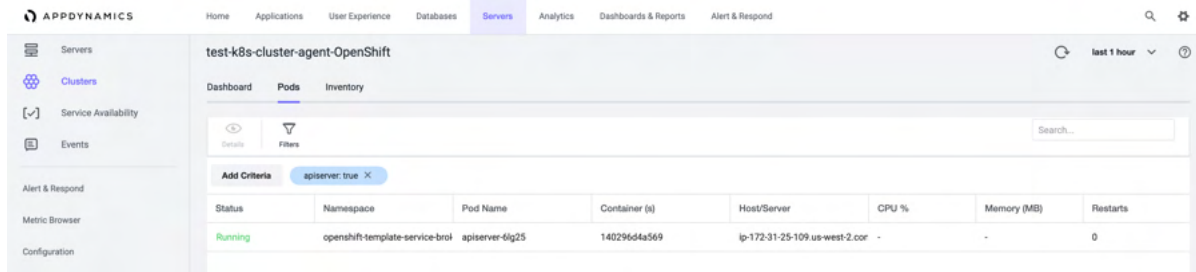 APPDYNAMICS
Home Applications User Experience Databases Servers Analytics Dashboards & Reports Alert & Respond
Servers
Clusters
Service Availability
Events
Alert & Respond
Metric Browser
Configuration
test-k8s-cluster-agent-OpenShift
last 1 hour
Dashboard Pods Inventory
Details Filters
Search...
Add Criteria apiserver: true
Status Namespace Pod Name Container (s) Host/Server CPU % Memory (MB) Restarts
Running openshift-template-service-brok apiserver-6lg25 140296d4a569 ip-172-31-25-109.us-west-2.cor - - 0